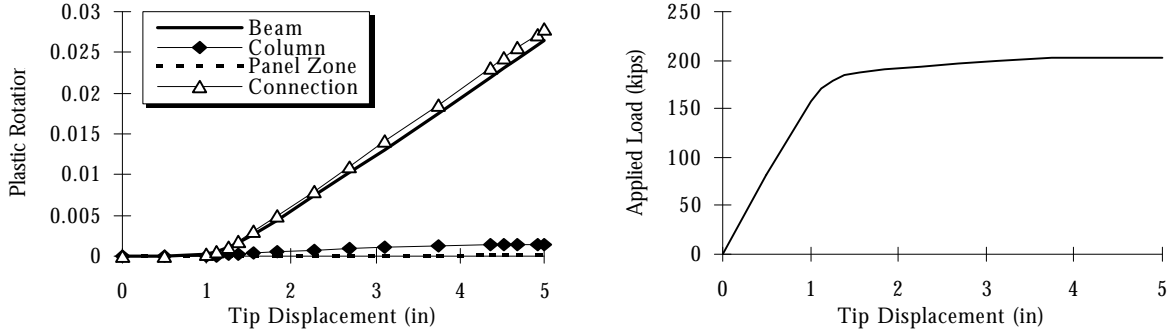 0.03
0.025
0.02
0.015
0.01
0.005
0
Plastic Rotatior
Beam
Column
Panel Zone
Connection
0 1 2 3 4 5
Tip Displacement (in)
250
200
150
100
50
0
Applied Load (kips)
0 1 2 3 4 5
Tip Displacement (in)